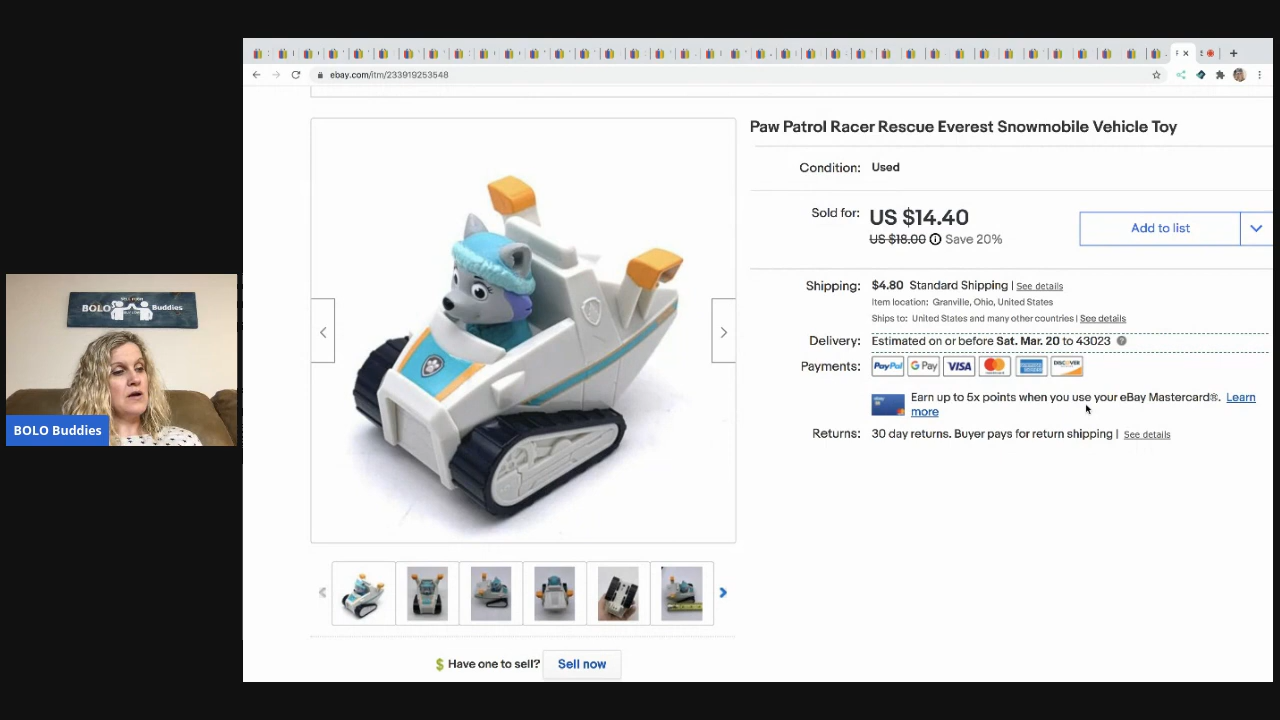 ebay.com/itm/233919253548
Paw Patrol Racer Rescue Everest Snowmobile Vehicle Toy
Condition: Used
Sold for: US $14.40
US $18.00 Save 20%
Add to list
Shipping: $4.80 Standard Shipping | See details
Item location: Granville, Ohio, United States
Ships to: United States and many other countries | See details
Delivery: Estimated on or before Sat. Mar. 20 to 43023
Payments: PayPal G Pay VISA mastercard DISCOVER
Earn up to 5x points when you use your eBay Mastercard®. Learn
more
Returns: 30 day returns. Buyer pays for return shipping | See details
BOLO Buddies
BOLO Buddies
$ Have one to sell? Sell now